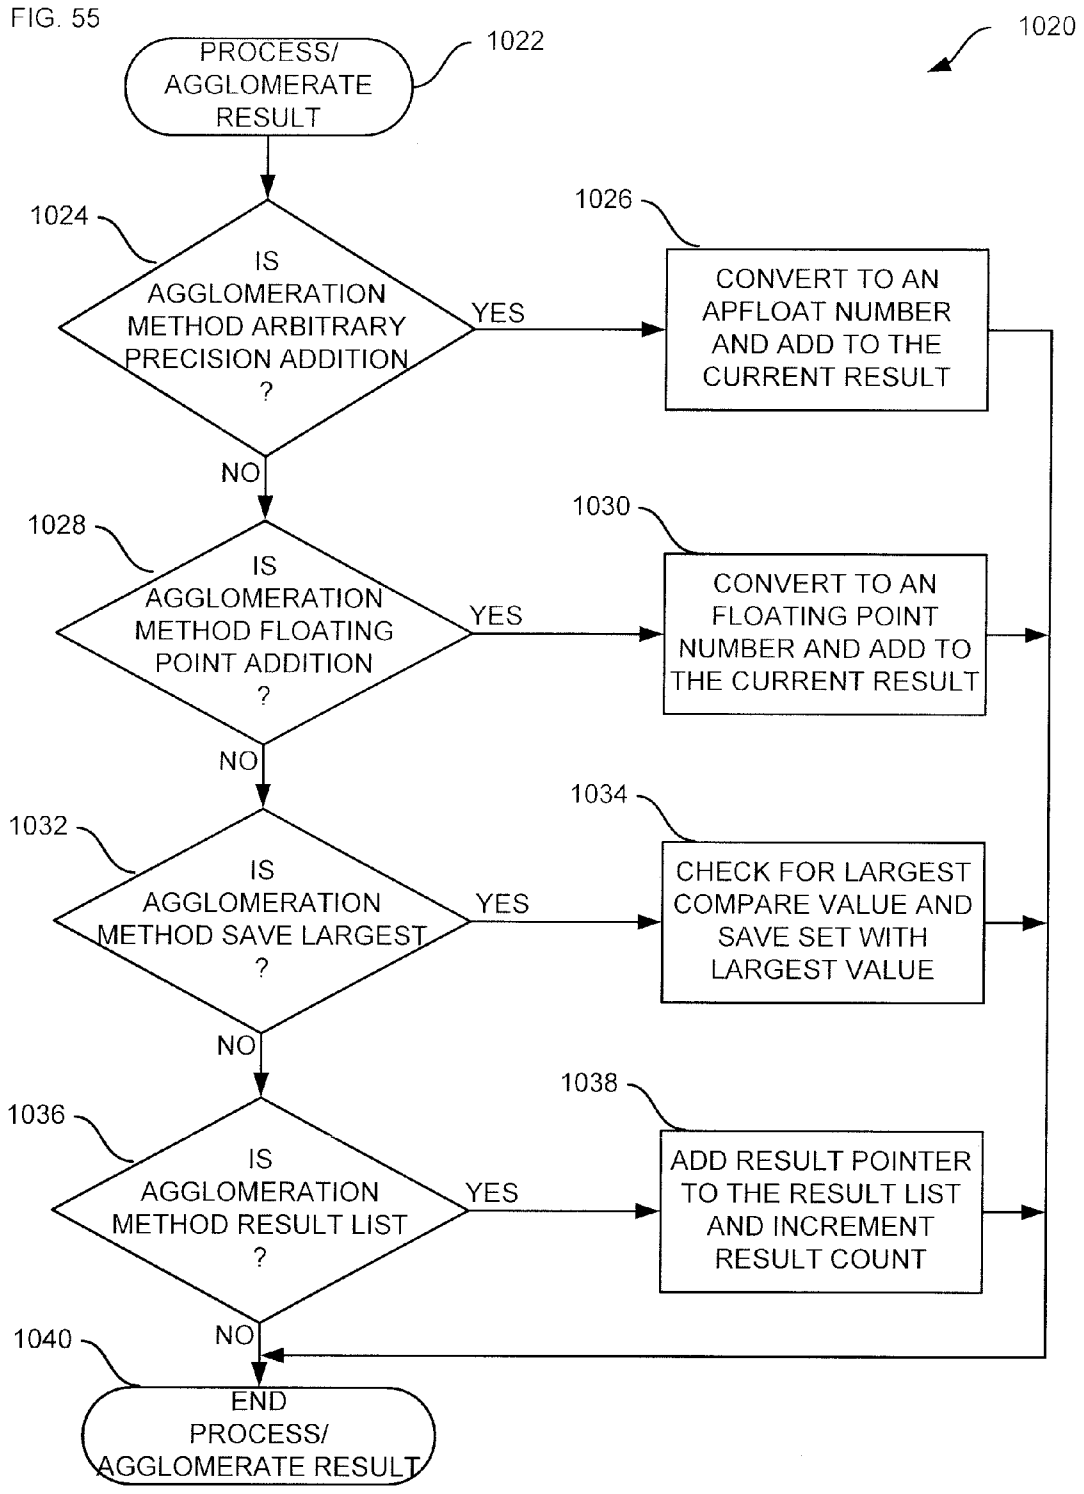 FIG. 55
1020
PROCESS/
AGGLOMERATE
RESULT
1022
1024
IS
AGGLOMERATION
METHOD ARBITRARY
PRECISION ADDITION
?
YES
NO
1026
CONVERT TO AN
APFLOAT NUMBER
AND ADD TO THE
CURRENT RESULT
1028
IS
AGGLOMERATION
METHOD FLOATING
POINT ADDITION
?
YES
NO
1030
CONVERT TO AN
FLOATING POINT
NUMBER AND ADD TO
THE CURRENT RESULT
1032
IS
AGGLOMERATION
METHOD SAVE LARGEST
?
YES
NO
1034
CHECK FOR LARGEST
COMPARE VALUE AND
SAVE SET WITH
LARGEST VALUE
1036
IS
AGGLOMERATION
METHOD RESULT LIST
?
YES
NO
1038
ADD RESULT POINTER
TO THE RESULT LIST
AND INCREMENT
RESULT COUNT
1040
END
PROCESS/
AGGLOMERATE RESULT